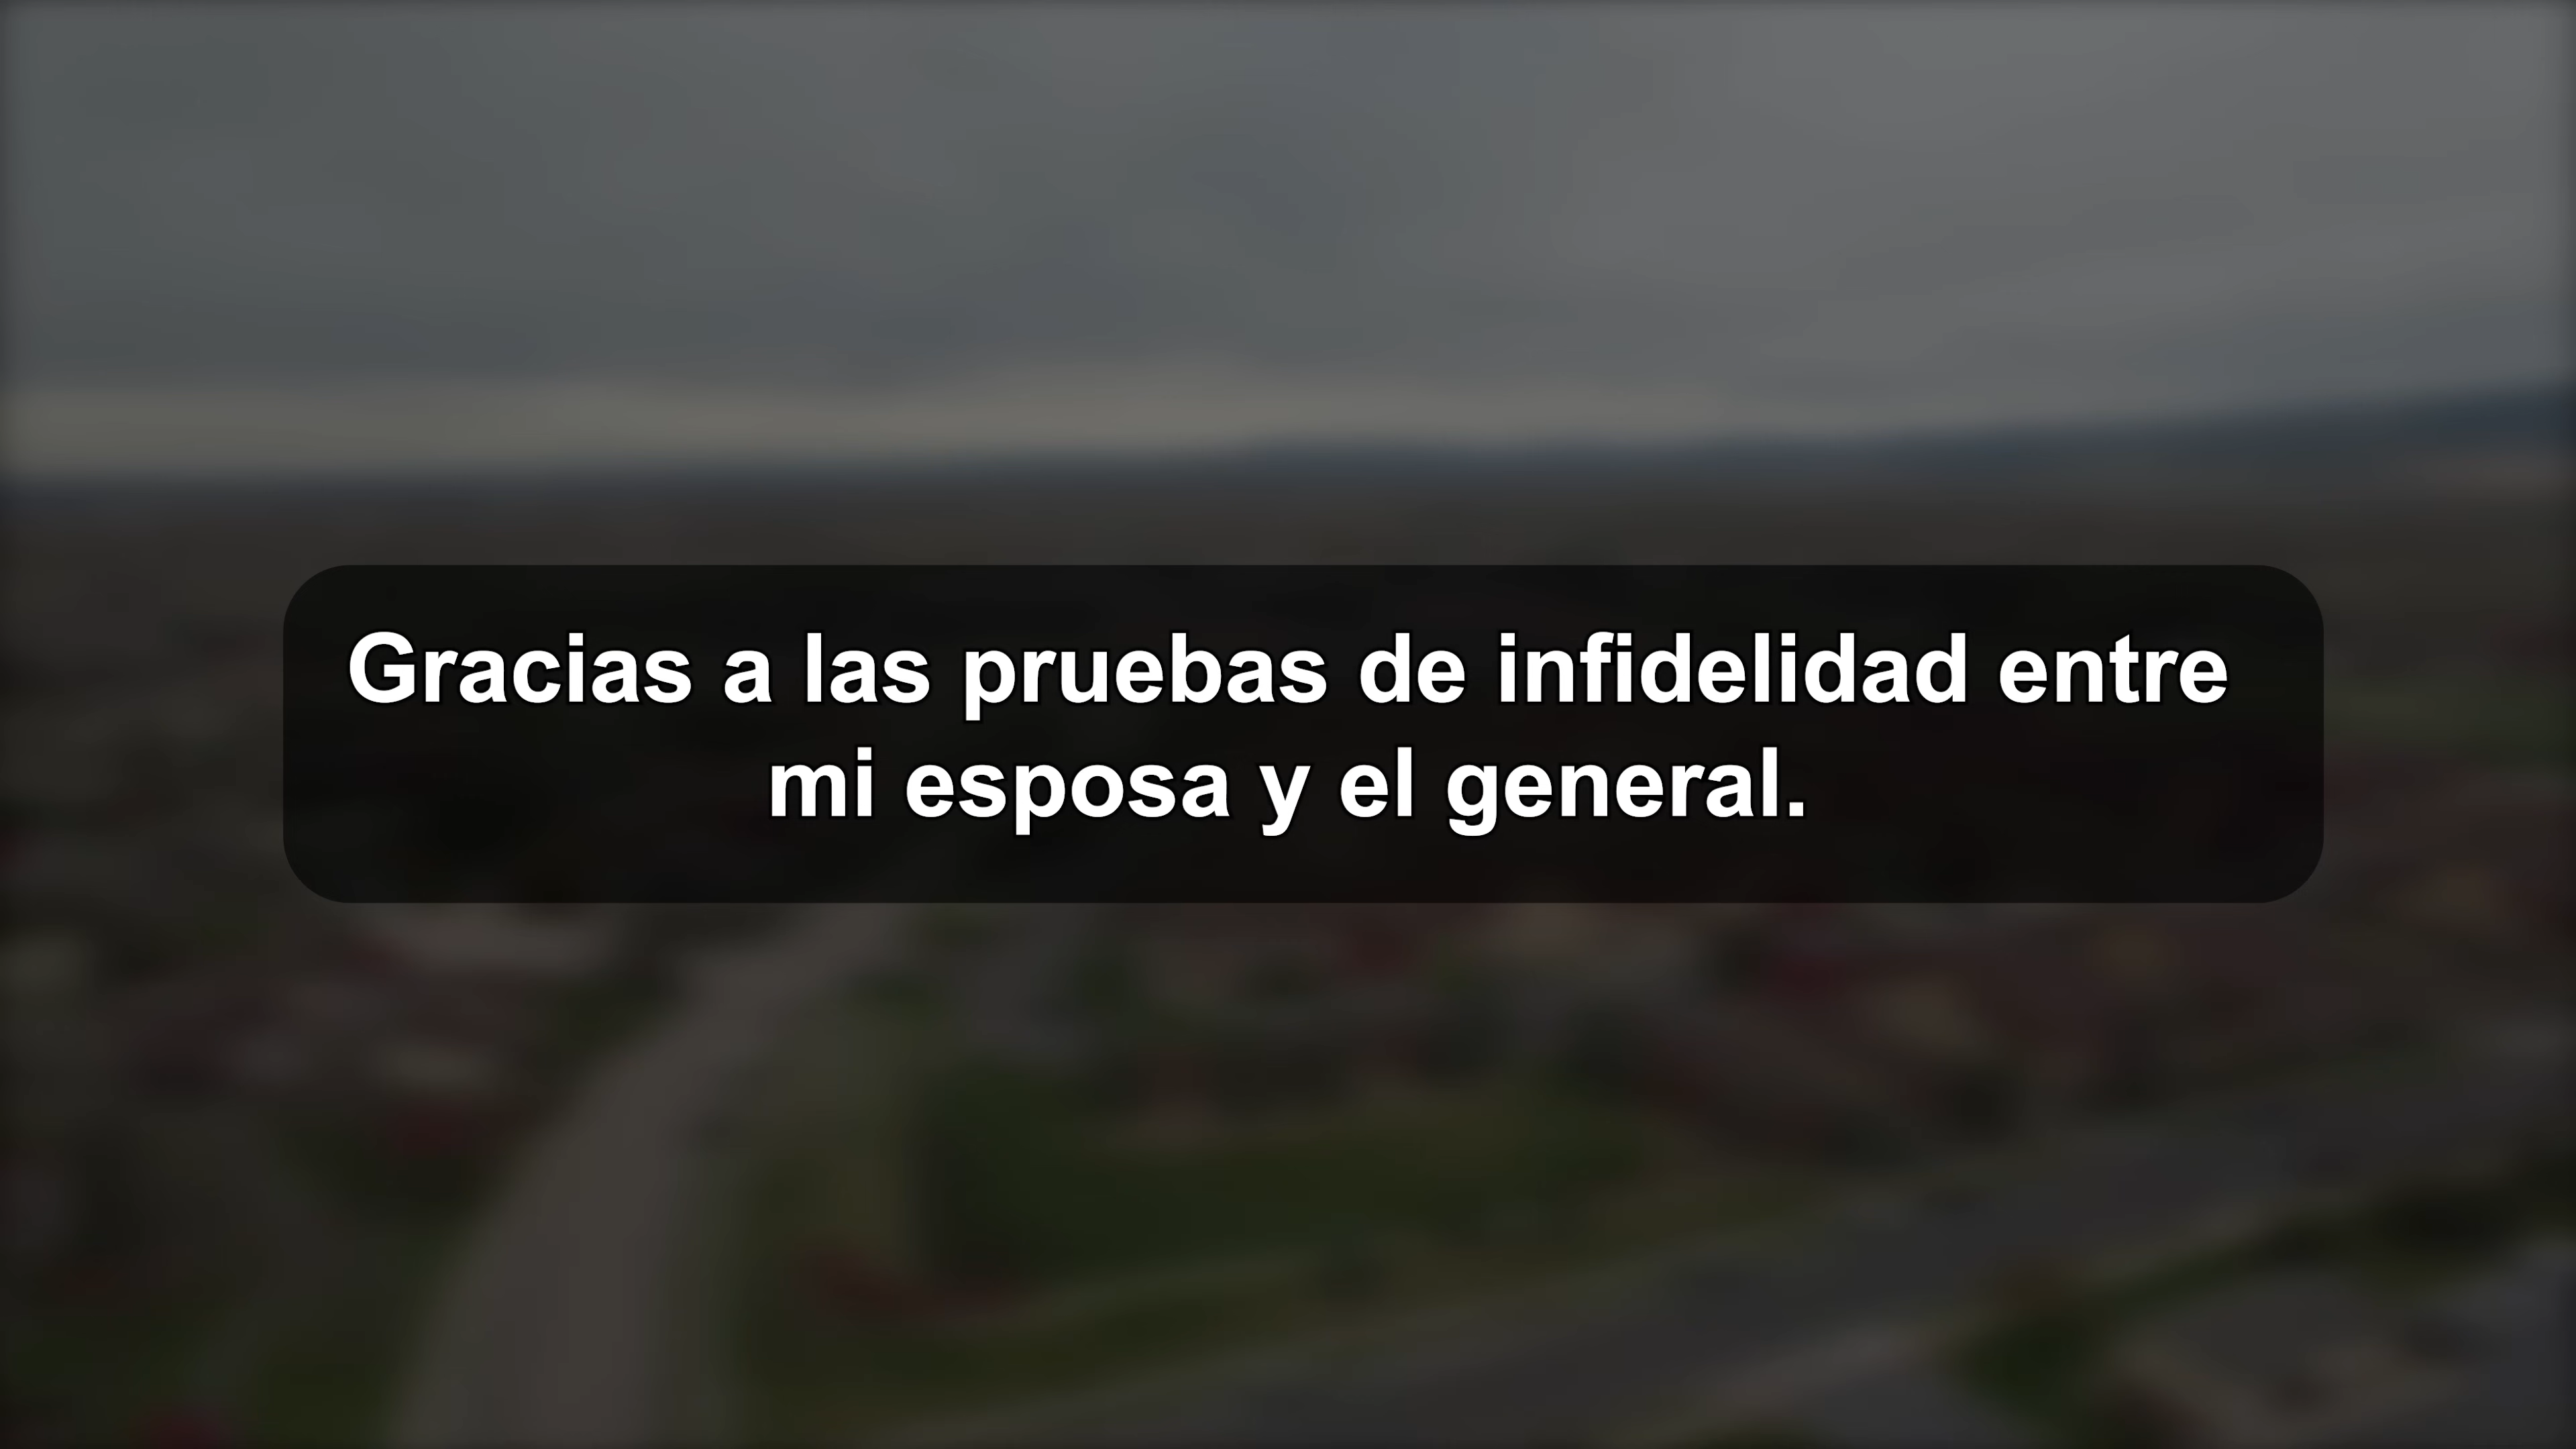 Gracias a las pruebas de infidelidad entre
mi esposa y el general.